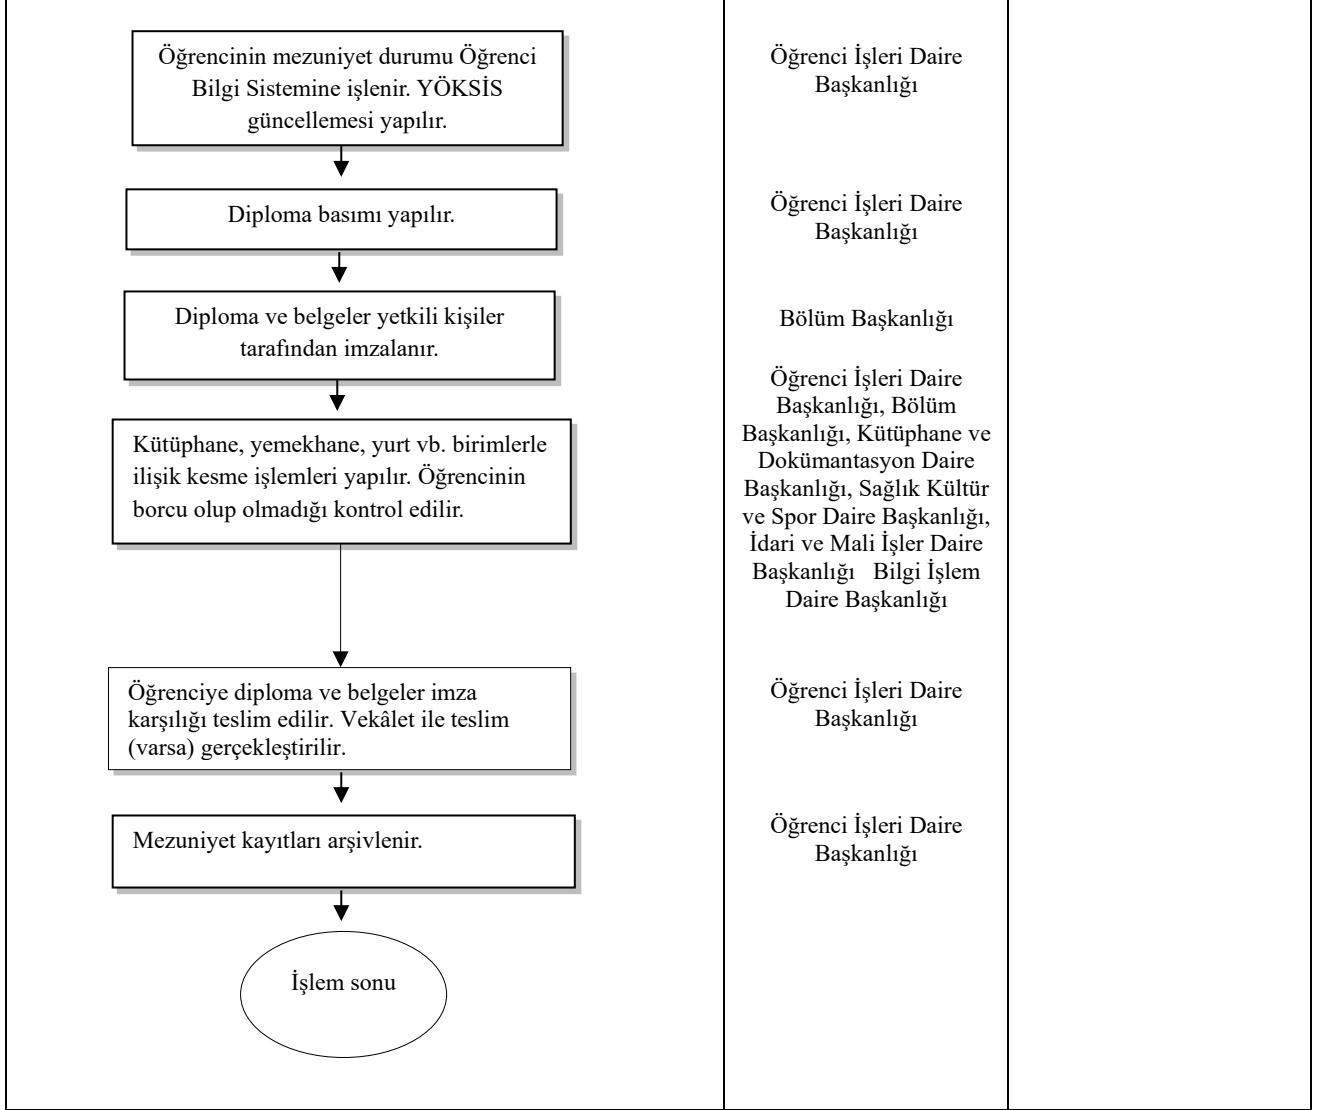 Öğrencinin mezuniyet durumu Öğrenci
Bilgi Sistemine işlenir. YÖKSİS
güncellemesi yapılır.
Öğrenci İşleri Daire
Başkanlığı
Diploma basımı yapılır.
Öğrenci İşleri Daire
Başkanlığı
Diploma ve belgeler yetkili kişiler
tarafından imzalanır.
Bölüm Başkanlığı
Kütüphane, yemekhane, yurt vb. birimlerle
ilişik kesme işlemleri yapılır. Öğrencinin
borcu olup olmadığı kontrol edilir.
Öğrenci İşleri Daire
Başkanlığı, Bölüm
Başkanlığı, Kütüphane ve
Dokümantasyon Daire
Başkanlığı, Sağlık Kültür
ve Spor Daire Başkanlığı,
İdari ve Mali İşler Daire
Başkanlığı   Bilgi İşlem
Daire Başkanlığı
Öğrenciye diploma ve belgeler imza
karşılığı teslim edilir. Vekâlet ile teslim
(varsa) gerçekleştirilir.
Öğrenci İşleri Daire
Başkanlığı
Mezuniyet kayıtları arşivlenir.
Öğrenci İşleri Daire
Başkanlığı
İşlem sonu